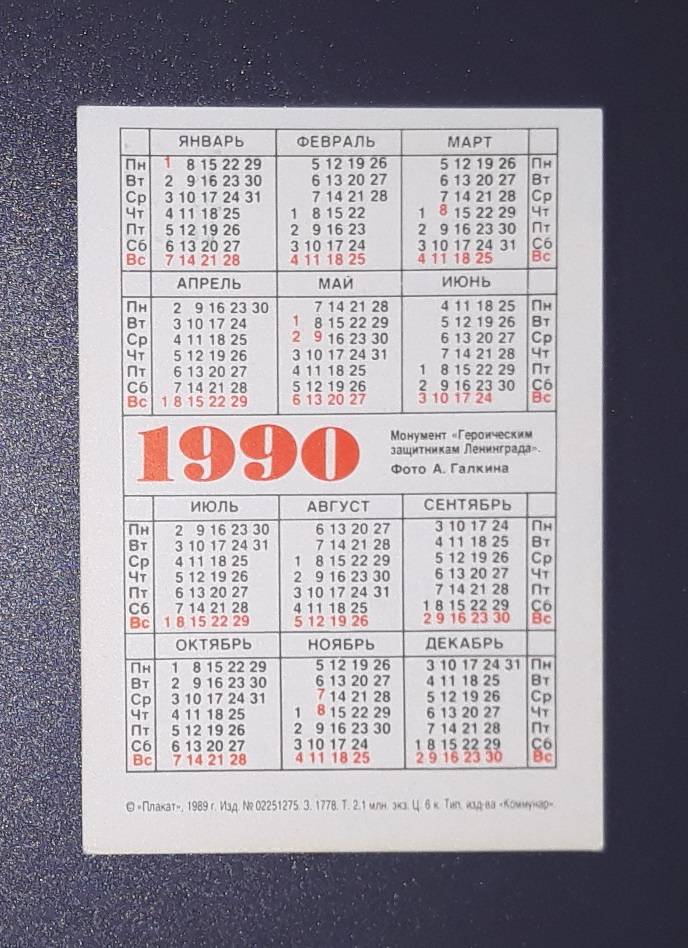 ЯНВАРЬ ФЕВРАЛЬ МАРТ
Пн 1 8 15 22 29 5 12 19 26 5 12 19 26 Пн
Вт 2 9 16 23 30 6 13 20 27 6 13 20 27 Вт
Ср 3 10 17 24 31 7 14 21 28 7 14 21 28 Ср
Чт 4 11 18 25 1 8 15 22 1 8 15 22 29 Чт
Пт 5 12 19 26 2 9 16 23 2 9 16 23 30 Пт
Сб 6 13 20 27 3 10 17 24 3 10 17 24 31 Сб
Вс 7 14 21 28 4 11 18 25 4 11 18 25 Вс
АПРЕЛЬ МАЙ ИЮНЬ
Пн 2 9 16 23 30 7 14 21 28 4 11 18 25 Пн
Вт 3 10 17 24 1 8 15 22 29 5 12 19 26 Вт
Ср 4 11 18 25 2 9 16 23 30 6 13 20 27 Ср
Чт 5 12 19 26 3 10 17 24 31 7 14 21 28 Чт
Пт 6 13 20 27 4 11 18 25 1 8 15 22 29 Пт
Сб 7 14 21 28 5 12 19 26 2 9 16 23 30 Сб
Вс 1 8 15 22 29 6 13 20 27 3 10 17 24 Вс
1990
Монумент «Героическим
защитникам Ленинграда».
Фото А. Галкина
ИЮЛЬ АВГУСТ СЕНТЯБРЬ
Пн 2 9 16 23 30 6 13 20 27 3 10 17 24 Пн
Вт 3 10 17 24 31 7 14 21 28 4 11 18 25 Вт
Ср 4 11 18 25 1 8 15 22 29 5 12 19 26 Ср
Чт 5 12 19 26 2 9 16 23 30 6 13 20 27 Чт
Пт 6 13 20 27 3 10 17 24 31 7 14 21 28 Пт
Сб 7 14 21 28 4 11 18 25 1 8 15 22 29 Сб
Вс 1 8 15 22 29 5 12 19 26 2 9 16 23 30 Вс
ОКТЯБРЬ НОЯБРЬ ДЕКАБРЬ
Пн 1 8 15 22 29 5 12 19 26 3 10 17 24 31 Пн
Вт 2 9 16 23 30 6 13 20 27 4 11 18 25 Вт
Ср 3 10 17 24 31 7 14 21 28 5 12 19 26 Ср
Чт 4 11 18 25 1 8 15 22 29 6 13 20 27 Чт
Пт 5 12 19 26 2 9 16 23 30 7 14 21 28 Пт
Сб 6 13 20 27 3 10 17 24 1 8 15 22 29 Сб
Вс 7 14 21 28 4 11 18 25 2 9 16 23 30 Вс
© «Плакат», 1989 г. Изд. № 02251275. З. 1778. Т. 2.1 млн. экз. Ц. 6 к. Тип. изд-ва «Коммунар».